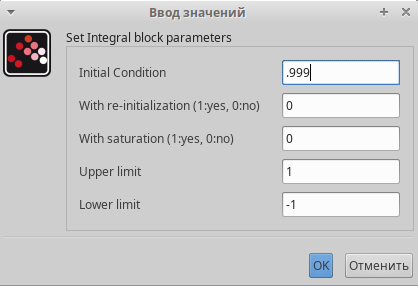 Ввод значений
Set Integral block parameters
Initial Condition .999
With re-initialization (1:yes, 0:no) 0
With saturation (1:yes, 0:no) 0
Upper limit 1
Lower limit -1
OK Отменить